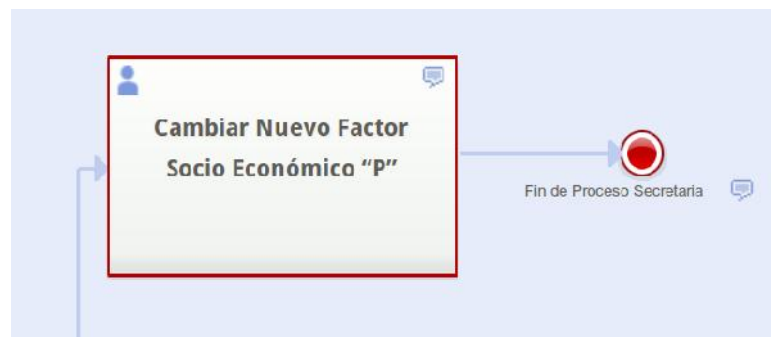 Cambiar Nuevo Factor
Socio Económico “P”
Fin de Proceso Secretaria